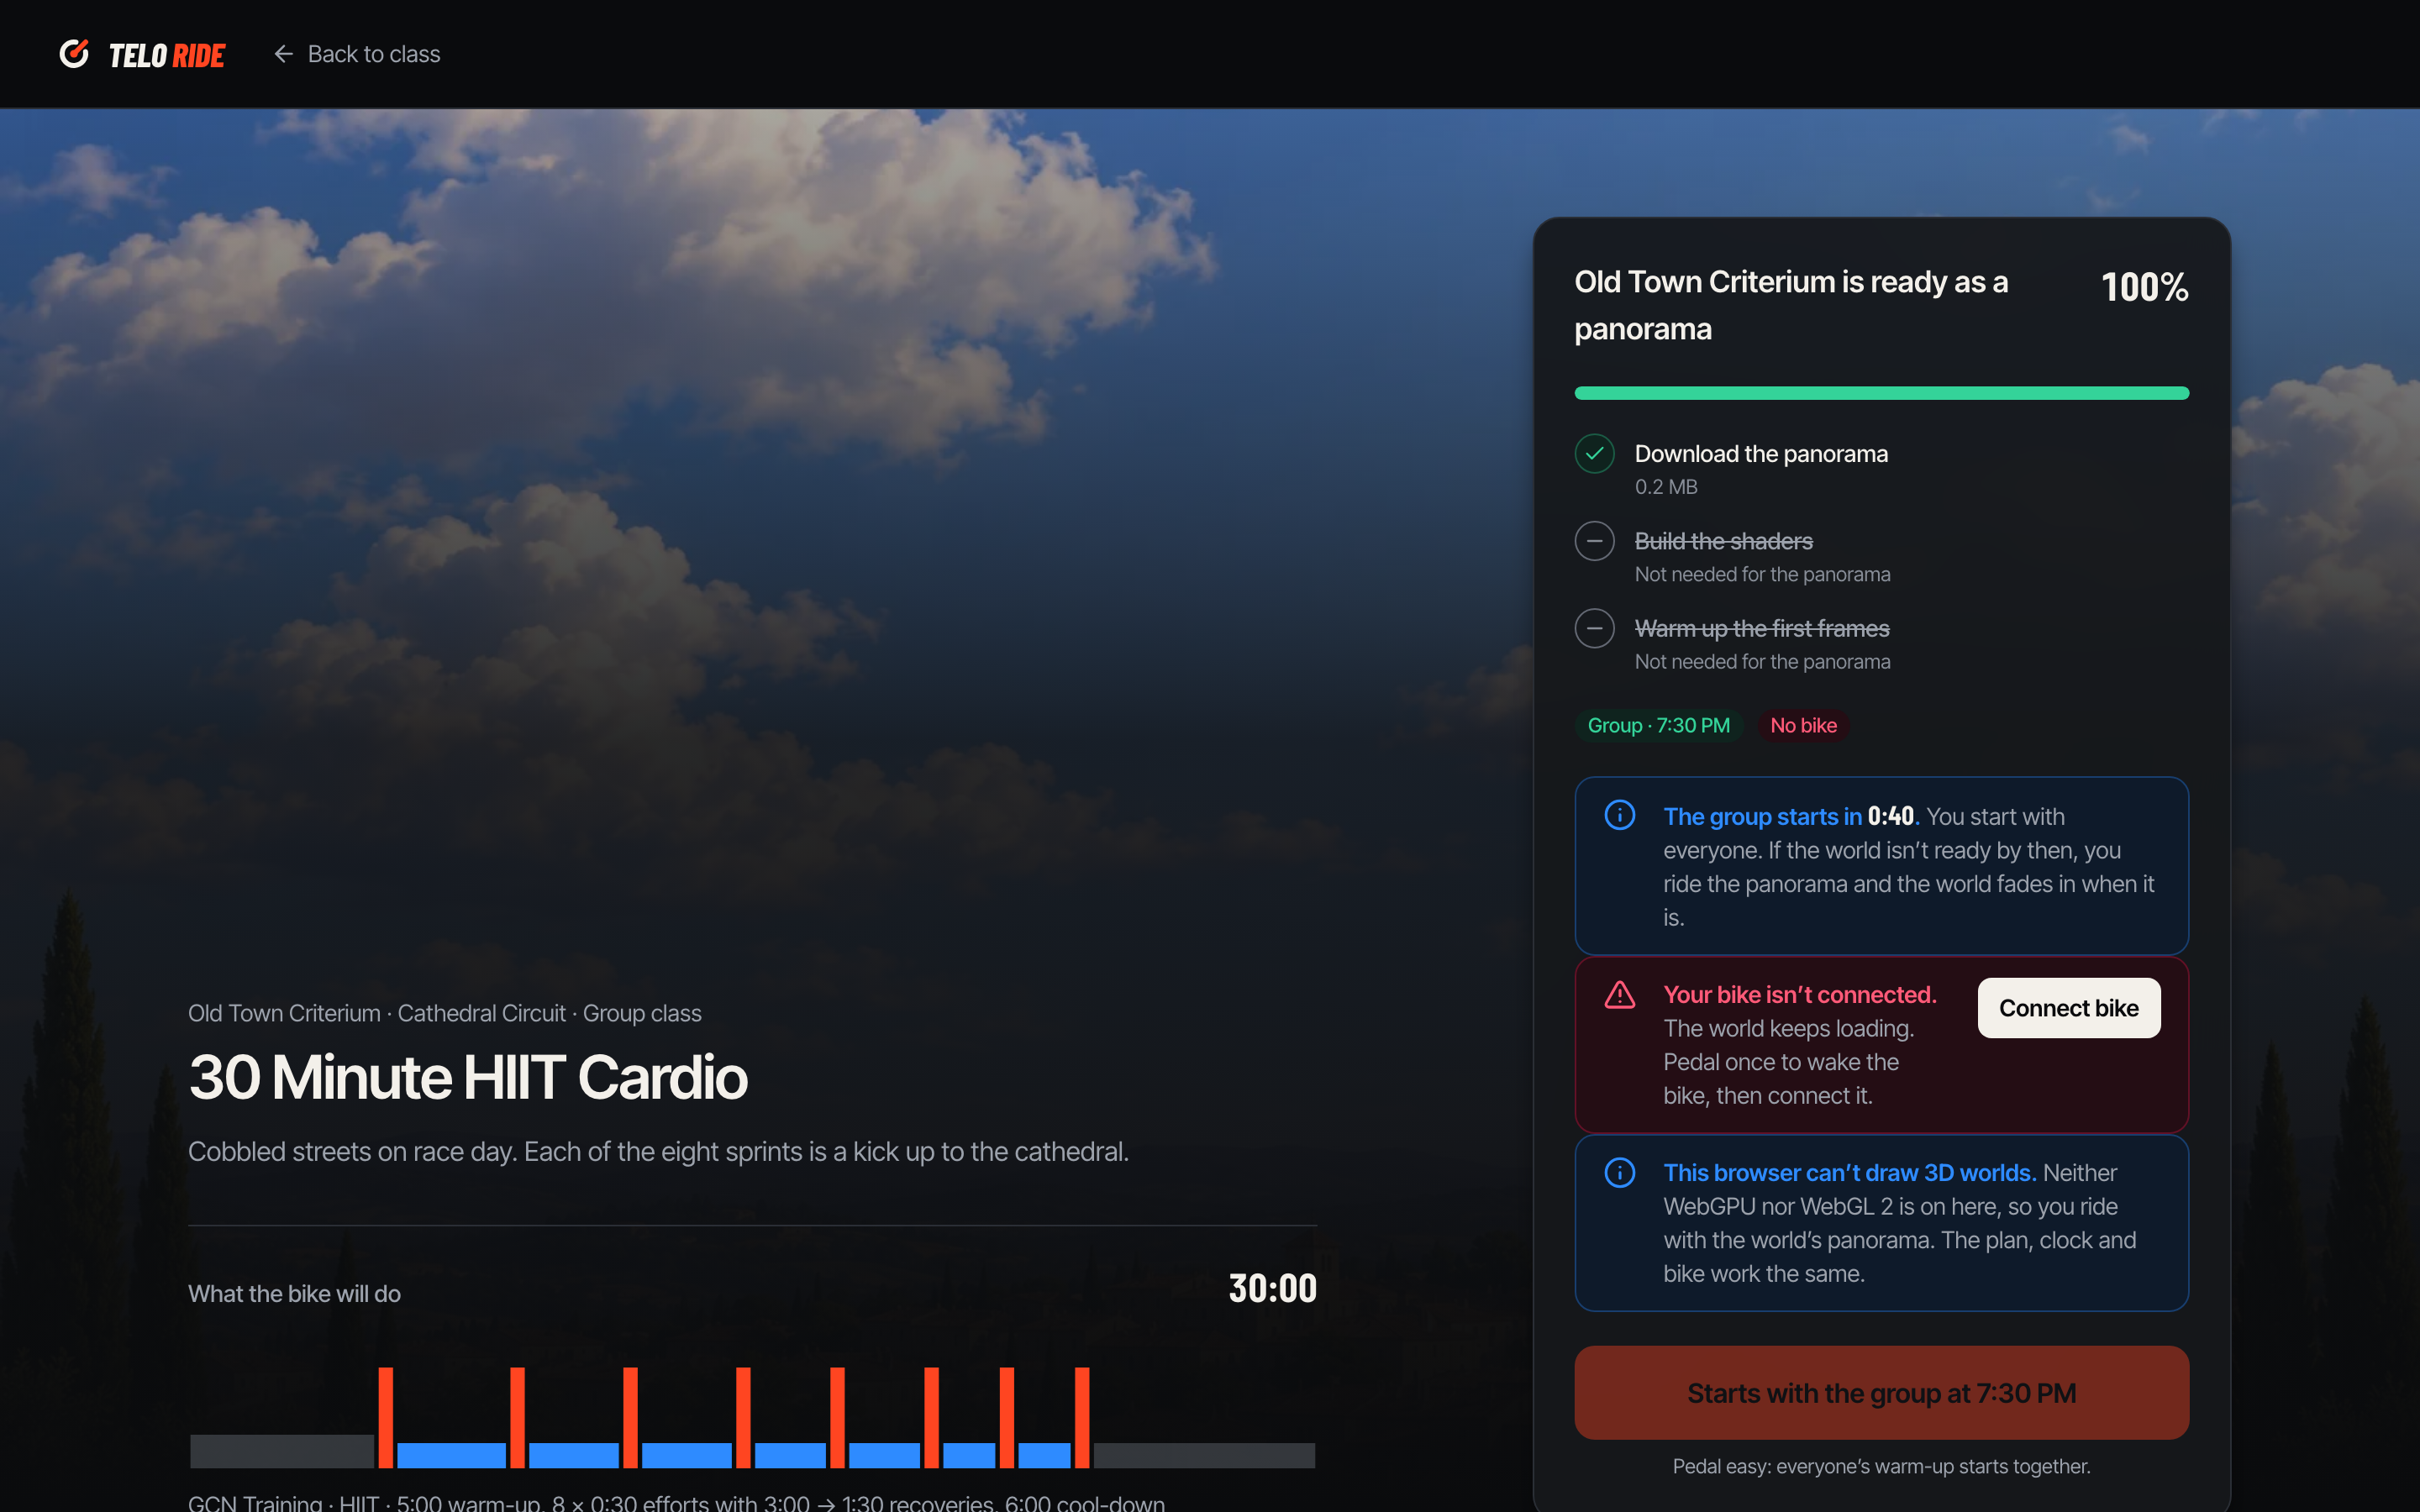 TELO RIDE
← Back to class
Old Town Criterium is ready as a
panorama
100%
Download the panorama
0.2 MB
Build the shaders
Not needed for the panorama
Warm up the first frames
Not needed for the panorama
Group · 7:30 PM
No bike
The group starts in 0:40. You start with
everyone. If the world isn’t ready by then, you
ride the panorama and the world fades in when it
is.
Your bike isn’t connected.
The world keeps loading.
Pedal once to wake the
bike, then connect it.
Connect bike
This browser can’t draw 3D worlds. Neither
WebGPU nor WebGL 2 is on here, so you ride
with the world’s panorama. The plan, clock and
bike work the same.
Starts with the group at 7:30 PM
Pedal easy: everyone’s warm-up starts together.
Old Town Criterium · Cathedral Circuit · Group class
30 Minute HIIT Cardio
Cobbled streets on race day. Each of the eight sprints is a kick up to the cathedral.
What the bike will do
30:00
GCN Training · HIIT · 5:00 warm-up, 8 × 0:30 efforts with 3:00 → 1:30 recoveries, 6:00 cool-down